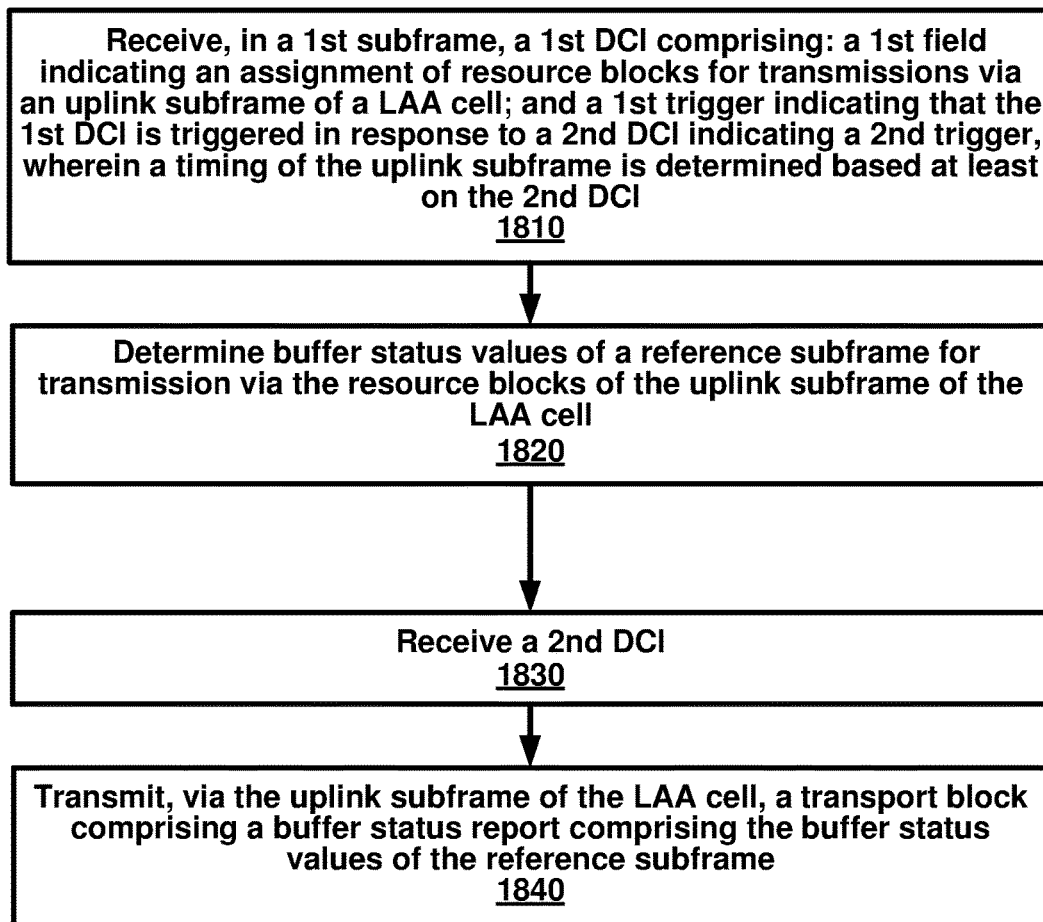 Receive, in a 1st subframe, a 1st DCI comprising: a 1st field
indicating an assignment of resource blocks for transmissions via
an uplink subframe of a LAA cell; and a 1st trigger indicating that the
1st DCI is triggered in response to a 2nd DCI indicating a 2nd trigger,
wherein a timing of the uplink subframe is determined based at least
on the 2nd DCI
1810
Determine buffer status values of a reference subframe for
transmission via the resource blocks of the uplink subframe of the
LAA cell
1820
Receive a 2nd DCI
1830
Transmit, via the uplink subframe of the LAA cell, a transport block
comprising a buffer status report comprising the buffer status
values of the reference subframe
1840